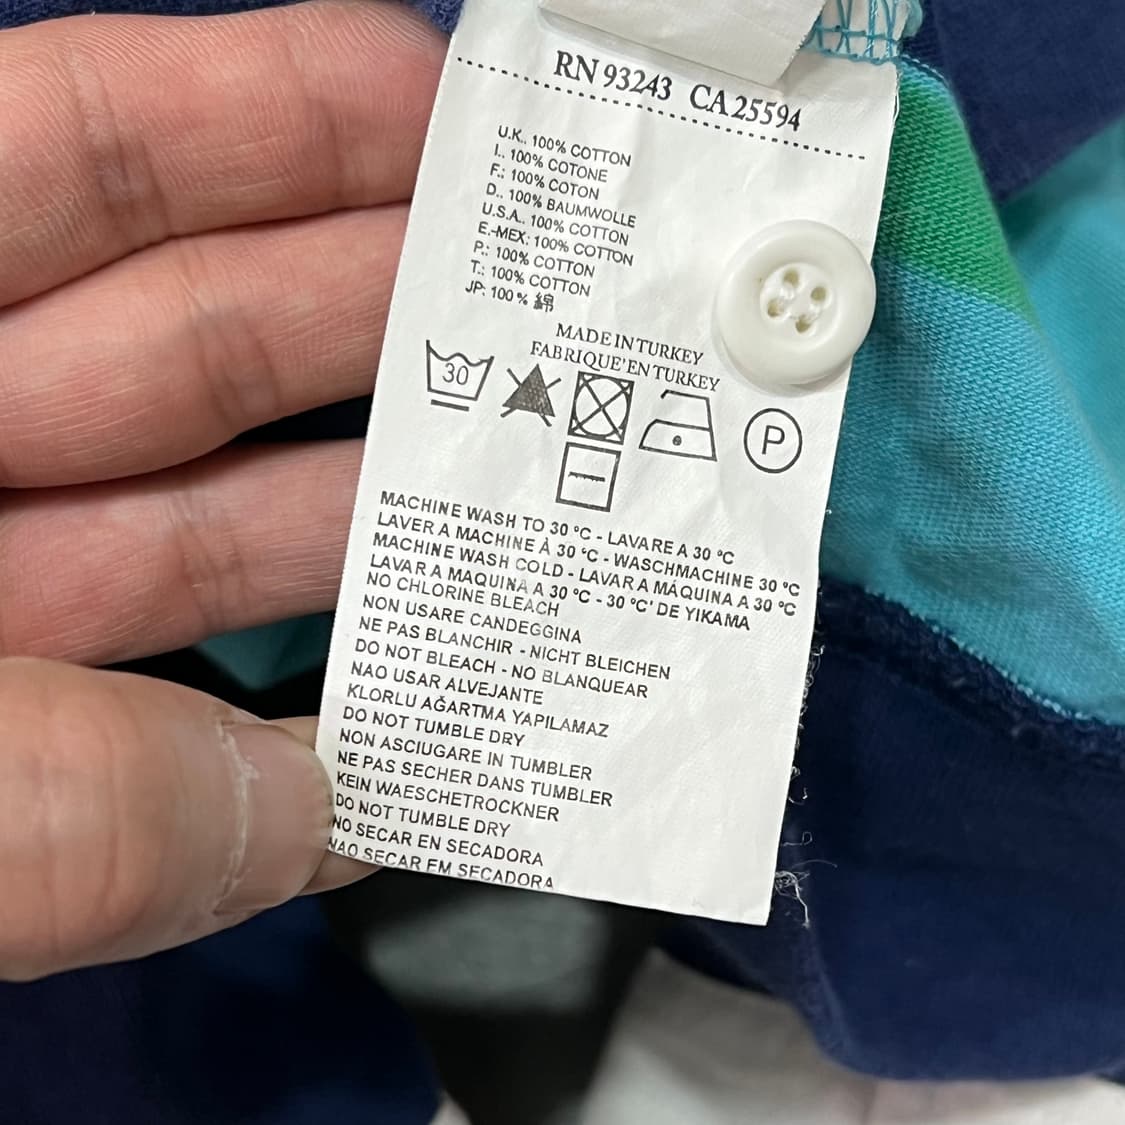 RN 93243 CA 25594
U.K.. 100% COTTON
I.. 100% COTONE
F.: 100% COTON
D.. 100% BAUMWOLLE
U.S.A.. 100% COTTON
E.-MEX: 100% COTTON
P.: 100% COTTON
T.: 100% COTTON
JP: 100% 綿
MADE IN TURKEY
FABRIQUE' EN TURKEY
30
P
MACHINE WASH TO 30 °C - LAVARE A 30 °C
LAVER A MACHINE À 30 °C - WASCHMACHINE 30 °C
MACHINE WASH COLD - LAVAR A MÁQUINA A 30 °C
LAVAR A MAQUINA A 30 °C - 30 °C' DE YIKAMA
NO CHLORINE BLEACH
NON USARE CANDEGGINA
NE PAS BLANCHIR - NICHT BLEICHEN
DO NOT BLEACH - NO BLANQUEAR
NAO USAR ALVEJANTE
KLORLU AĞARTMA YAPILAMAZ
DO NOT TUMBLE DRY
NON ASCIUGARE IN TUMBLER
NE PAS SECHER DANS TUMBLER
KEIN WAESCHETROCKNER
DO NOT TUMBLE DRY
NO SECAR EN SECADORA
NAO SECAR EM SECADORA